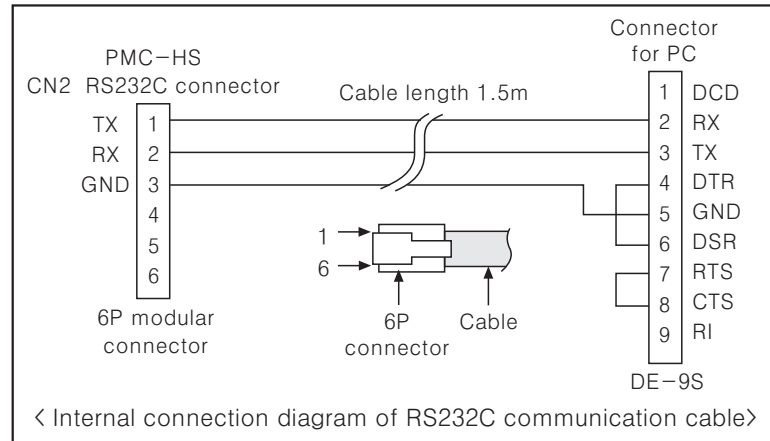 Connector
for PC
PMC-HS
CN2 RS232C connector
Cable length 1.5m
TX 1
RX 2
GND 3
4
5
6
6P modular
connector
1
6
6P
connector
Cable
1 DCD
2 RX
3 TX
4 DTR
5 GND
6 DSR
7 RTS
8 CTS
9 RI
DE-9S
< Internal connection diagram of RS232C communication cable>